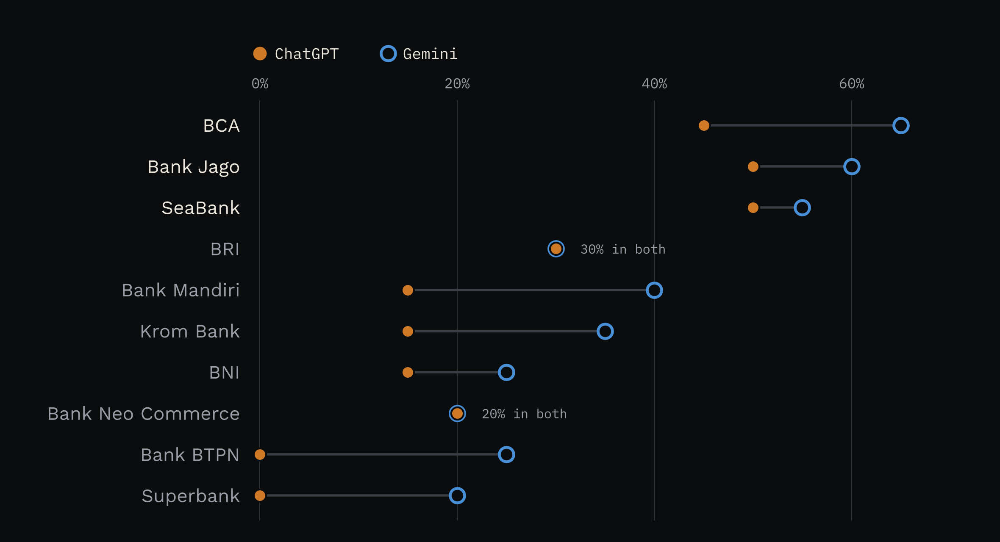 ChatGPT Gemini
0% 20% 40% 60%
BCA
Bank Jago
SeaBank
BRI 30% in both
Bank Mandiri
Krom Bank
BNI
Bank Neo Commerce 20% in both
Bank BTPN
Superbank